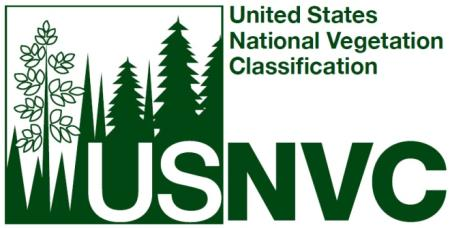 United States
National Vegetation
Classification
USNVC